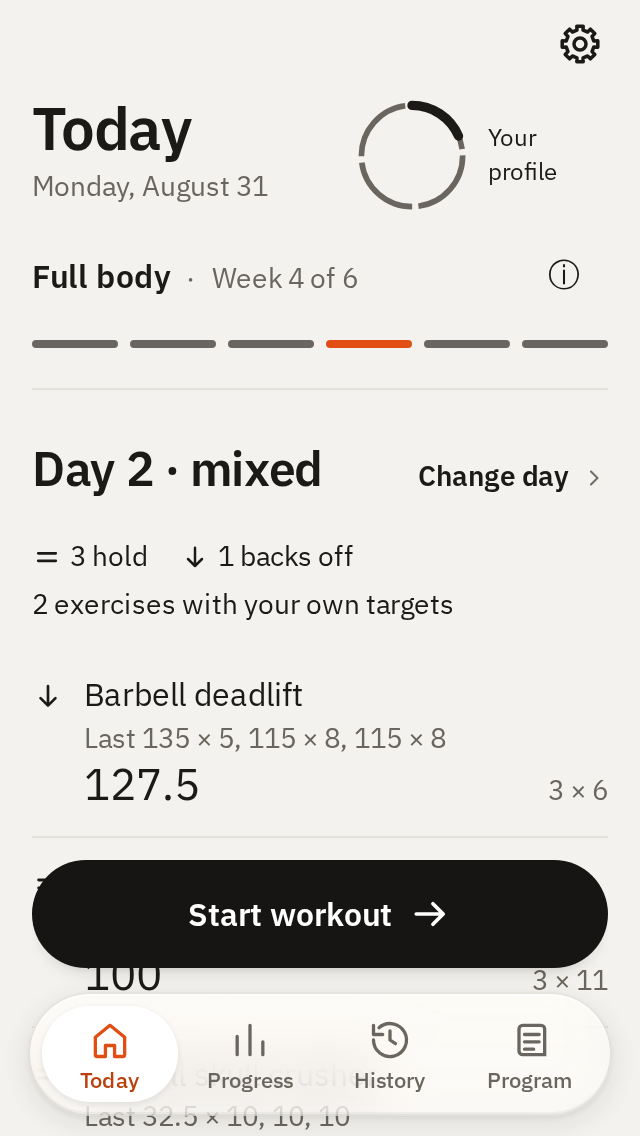 Today
Monday, August 31
Your
profile
Full body · Week 4 of 6
Day 2 · mixed
Change day
= 3 hold ↓ 1 backs off
2 exercises with your own targets
↓ Barbell deadlift
Last 135 × 5, 115 × 8, 115 × 8
127.5
3 × 6
Start workout →
100
3 × 11
skull crusher
Today
Progress
History
Program
Last 32.5 × 10, 10, 10